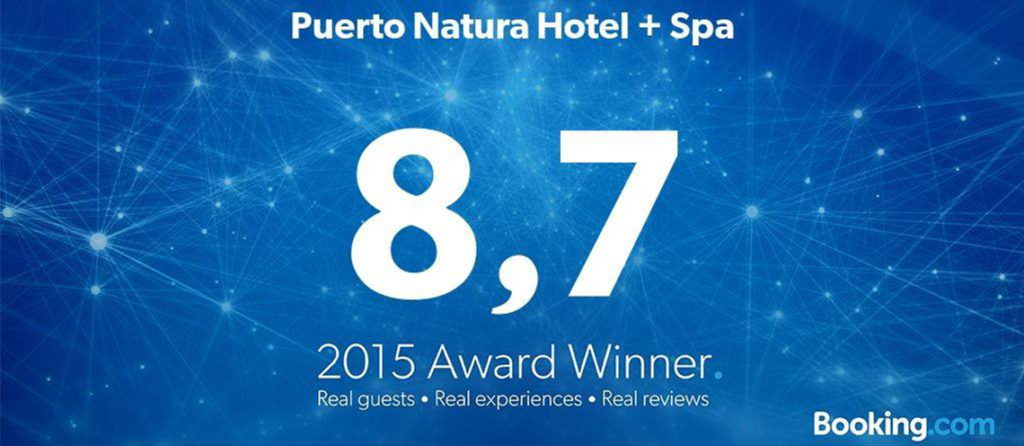 Puerto Natura Hotel + Spa
8,7
2015 Award Winner.
Real guests • Real experiences • Real reviews
Booking.com